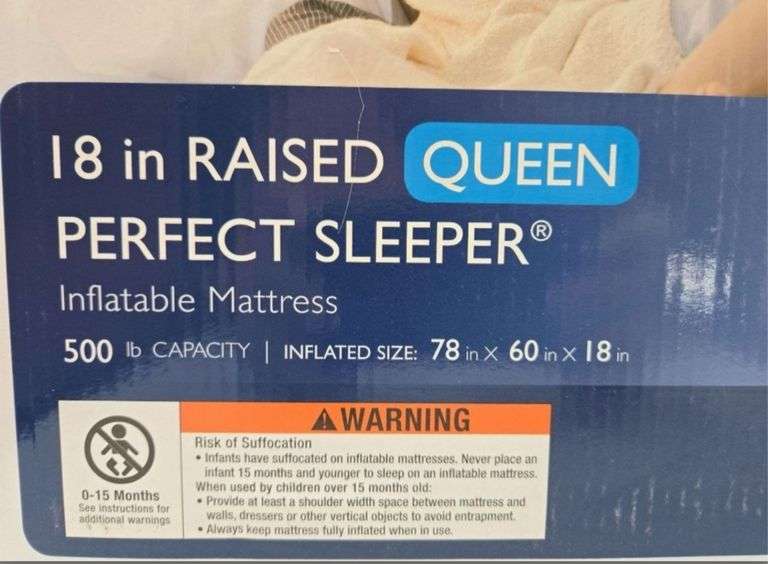 18 in RAISED QUEEN
PERFECT SLEEPER®
Inflatable Mattress
500 lb CAPACITY | INFLATED SIZE: 78 in X 60 in X 18 in
⚠WARNING
Risk of Suffocation
• Infants have suffocated on inflatable mattresses. Never place an
infant 15 months and younger to sleep on an inflatable mattress.
When used by children over 15 months old:
• Provide at least a shoulder width space between mattress and
walls, dressers or other vertical objects to avoid entrapment.
• Always keep mattress fully inflated when in use.
0-15 Months
See instructions for
additional warnings